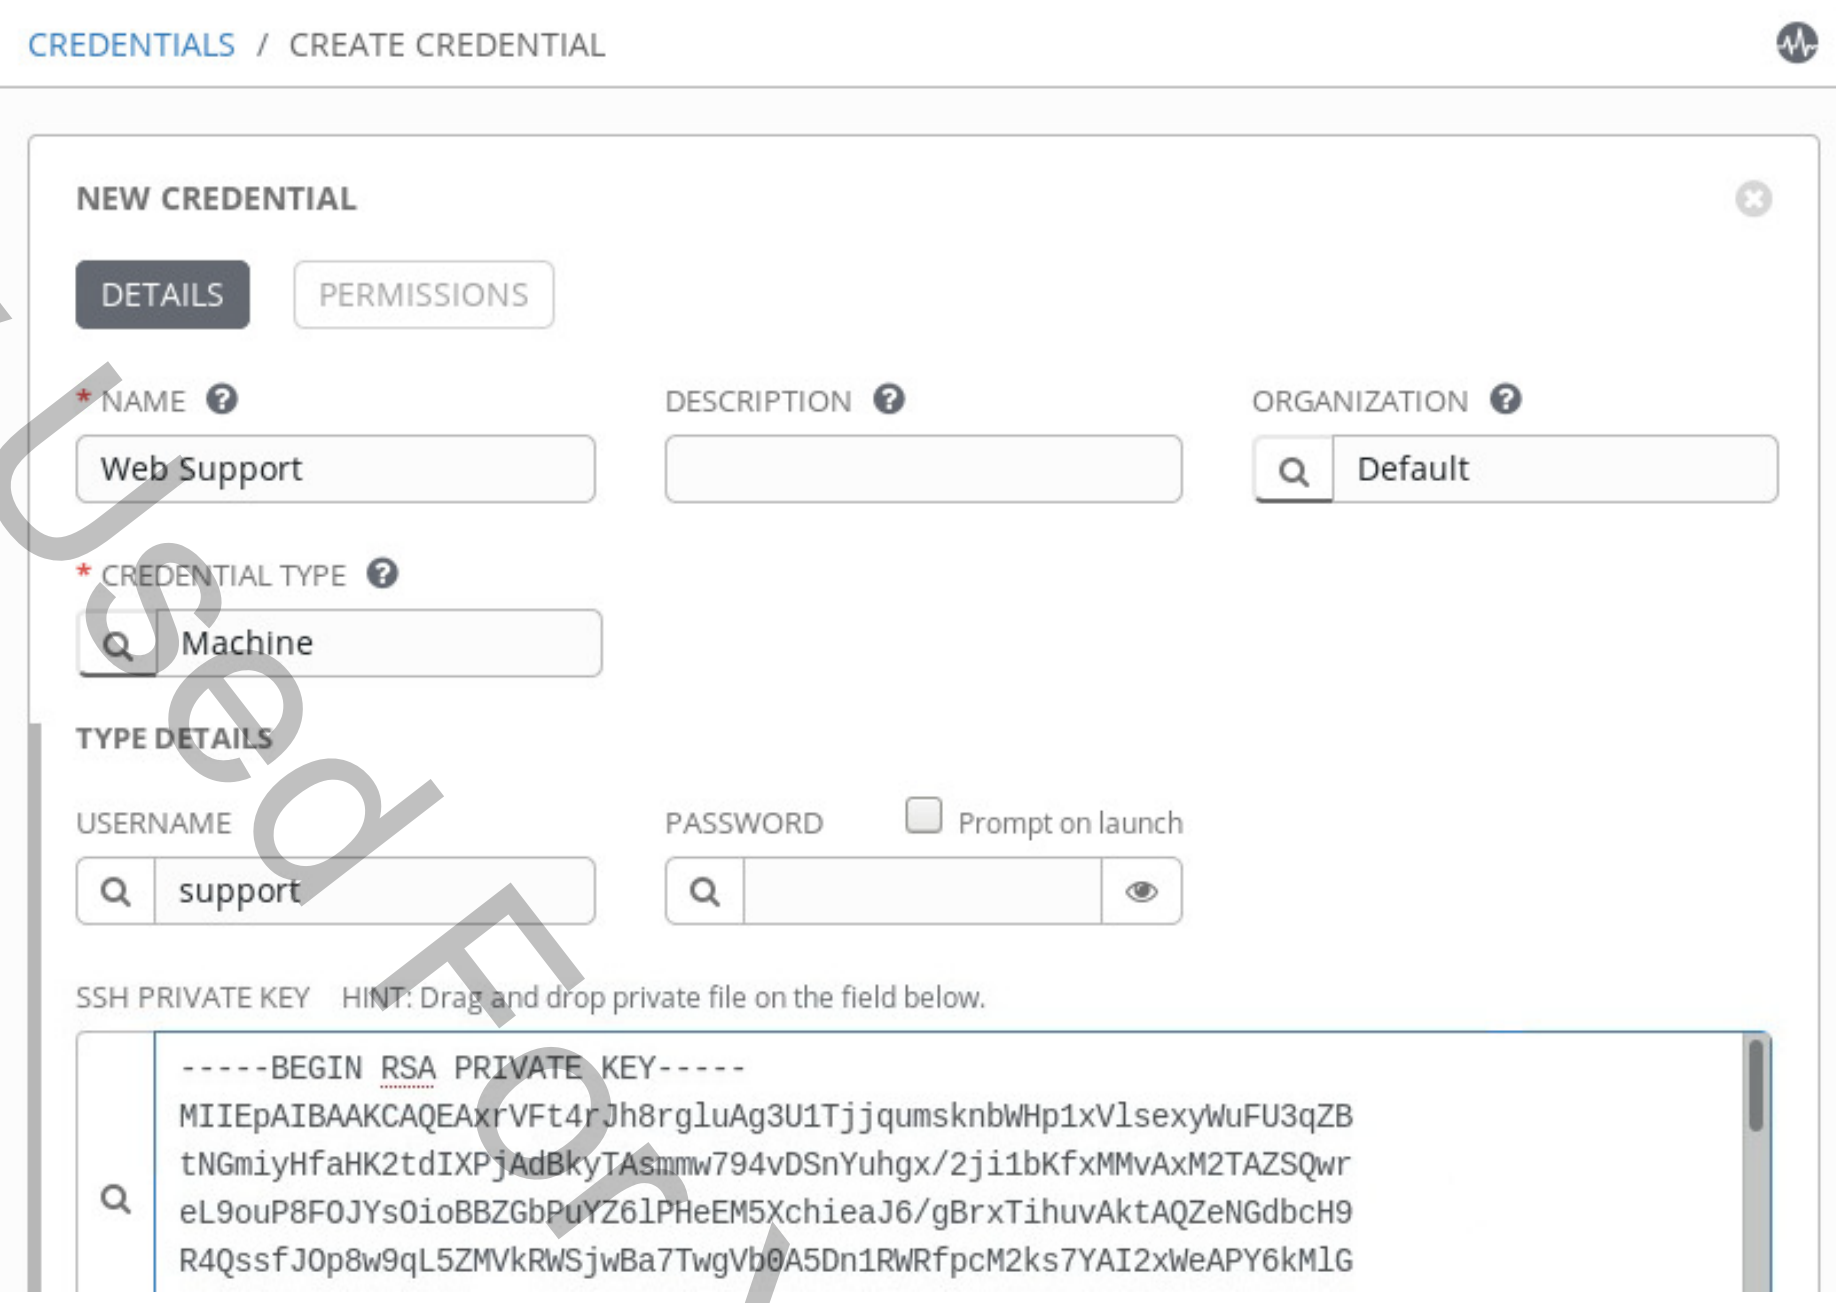 CREDENTIALS / CREATE CREDENTIAL
NEW CREDENTIAL
DETAILS PERMISSIONS
* NAME ? DESCRIPTION ? ORGANIZATION ?
Web Support Default
* CREDENTIAL TYPE ?
Machine
TYPE DETAILS
USERNAME PASSWORD Prompt on launch
support
SSH PRIVATE KEY HINT: Drag and drop private file on the field below.
-----BEGIN RSA PRIVATE KEY-----
MIIEpAIBAAKCAQEAxrVFt4rJh8rgluAg3U1TjjqumsknbWHp1xVlsexyWuFU3qZB
tNGmiyHfaHK2tdIXPjAdBkyTAsmmw794vDSnYuhgx/2ji1bKfxMMvAxM2TAZSQwr
eL9ouP8FOJYsOioBBZGbPuYZ6lPHeEM5XchieaJ6/gBrxTihuvAktAQZeNGdbcH9
R4QssfJOp8w9qL5ZMVkRWSjwBa7TwgVb0A5Dn1RWRfpcM2ks7YAI2xWeAPY6kMlG
Used For